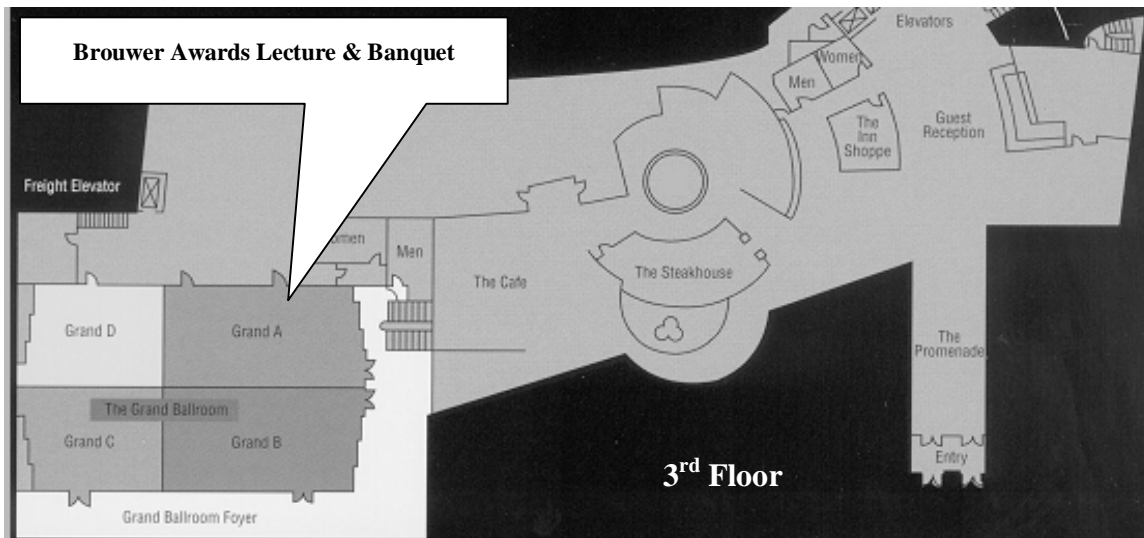 Brouwer Awards Lecture & Banquet
Elevators
Women
Men
The
Inn
Shoppe
Guest
Reception
Freight Elevator
Men
The Cafe
The Steakhouse
Grand D
Grand A
The
Promenade
The Grand Ballroom
Grand C
Grand B
Entry
3rd Floor
Grand Ballroom Foyer